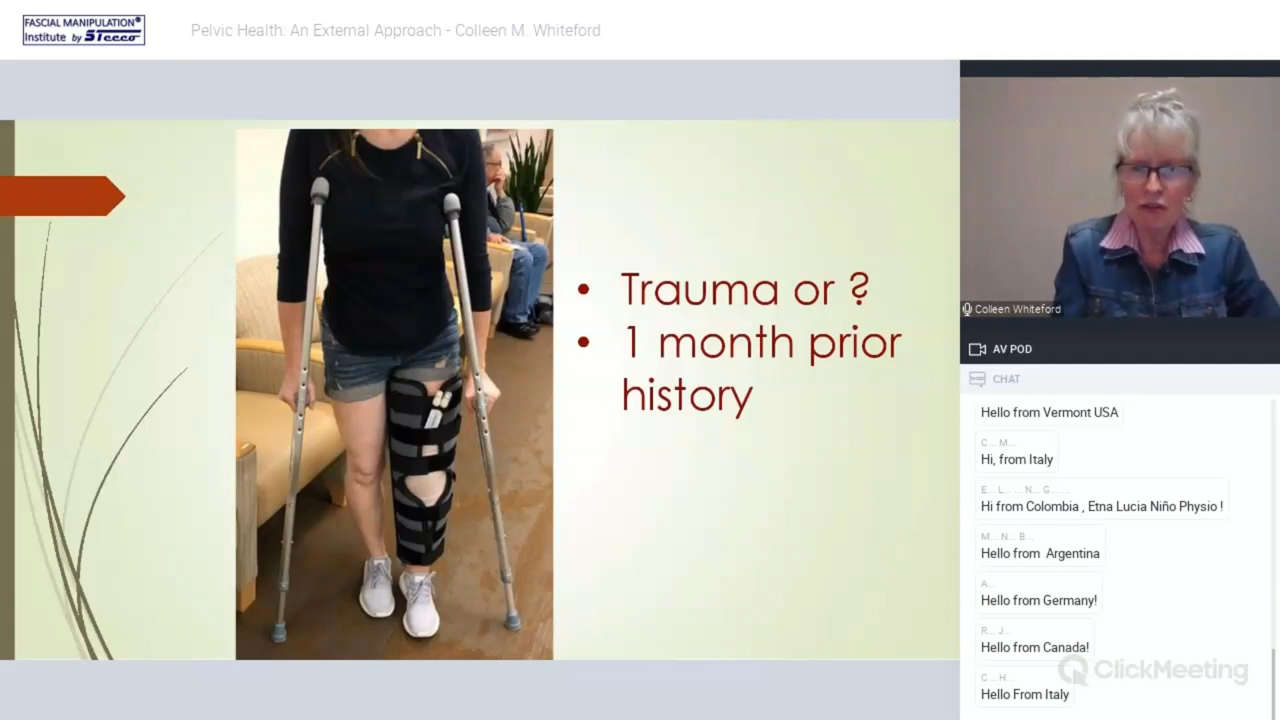 FASCIAL MANIPULATION®
Institute by Stecco
Pelvic Health: An External Approach - Colleen M. Whiteford
• Trauma or ?
• 1 month prior
history
Colleen Whiteford
AV POD
CHAT
Hello from Vermont USA
C... M...
Hi, from Italy
E... L... ... N... G... ...
Hi from Colombia , Etna Lucia Niño Physio !
M... N... B...
Hello from Argentina
A...
Hello from Germany!
R... J...
Hello from Canada!
C... H...
Hello From Italy
ClickMeeting